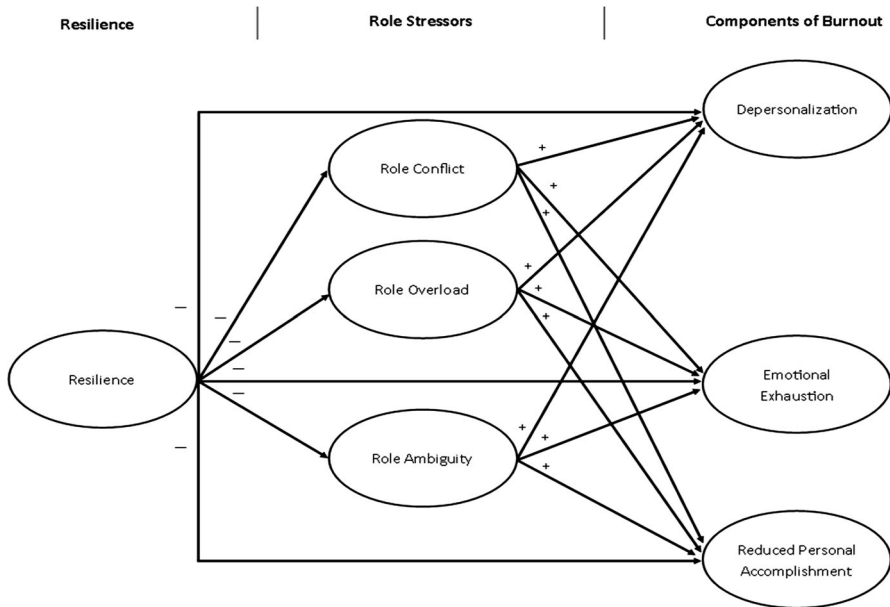 Resilience
Role Stressors
Components of Burnout
Depersonalization
Role Conflict
+
+
+
Role Overload
+
+
+
Resilience
—
—
—
—
—
—
Emotional
Exhaustion
Role Ambiguity
+
+
+
Reduced Personal
Accomplishment